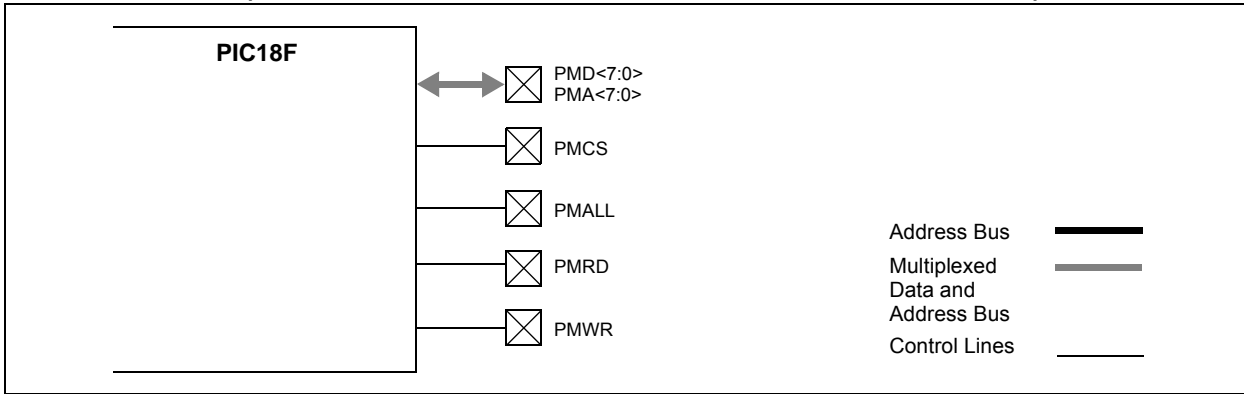 PIC18F
PMD<7:0>
PMA<7:0>
PMCS
PMALL
PMRD
PMWR
Address Bus
Multiplexed
Data and
Address Bus
Control Lines